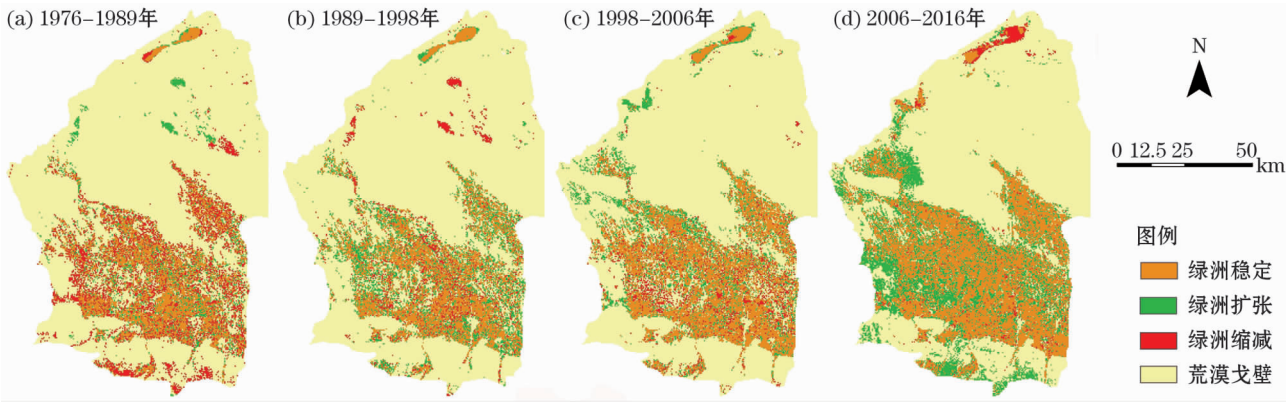 (a) 1976–1989年
(b) 1989–1998年
(c) 1998–2006年
(d) 2006–2016年
N
0 12.5 25 50
km
图例
绿洲稳定
绿洲扩张
绿洲缩减
荒漠戈壁